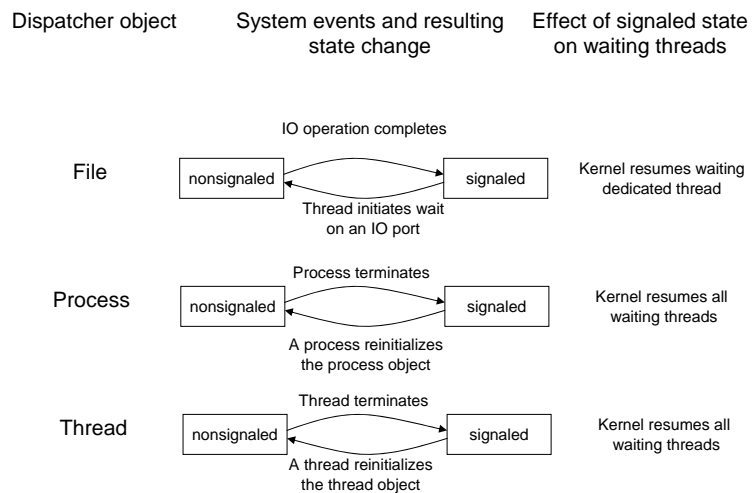 Dispatcher object
System events and resulting
state change
Effect of signaled state
on waiting threads
File
IO operation completes
nonsignaled
signaled
Thread initiates wait
on an IO port
Kernel resumes waiting
dedicated thread
Process
Process terminates
nonsignaled
signaled
A process reinitializes
the process object
Kernel resumes all
waiting threads
Thread
Thread terminates
nonsignaled
signaled
A thread reinitializes
the thread object
Kernel resumes all
waiting threads